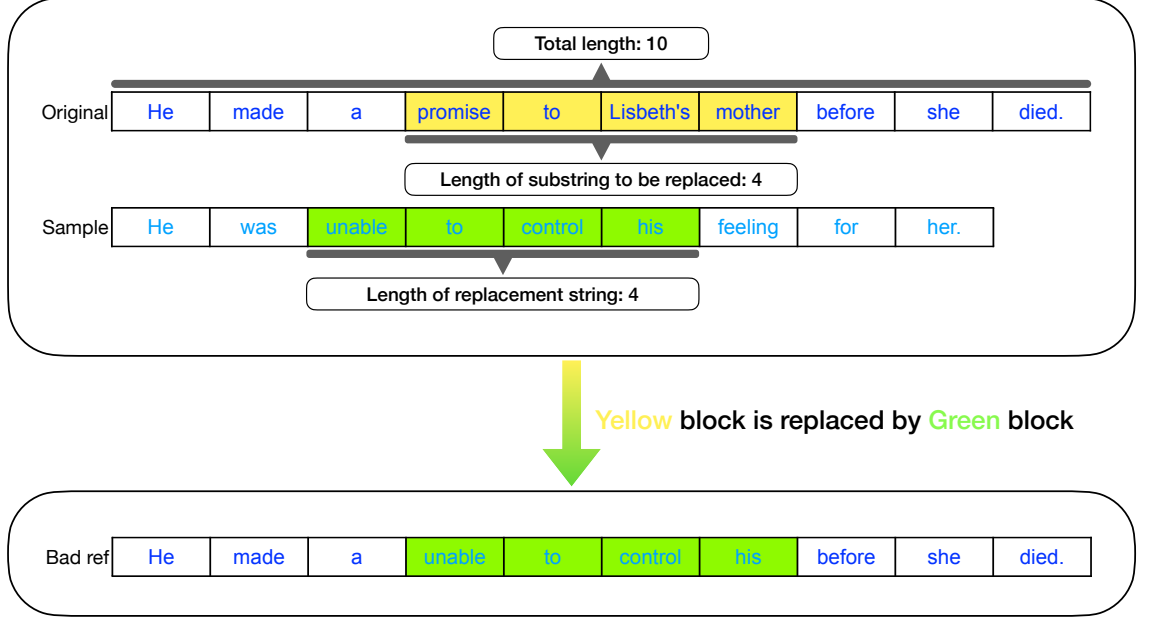 Total length: 10
Original He made a promise to Lisbeth's mother before she died.
Length of substring to be replaced: 4
Sample He was unable to control his feeling for her.
Length of replacement string: 4
Yellow block is replaced by Green block
Bad ref He made a unable to control his before she died.